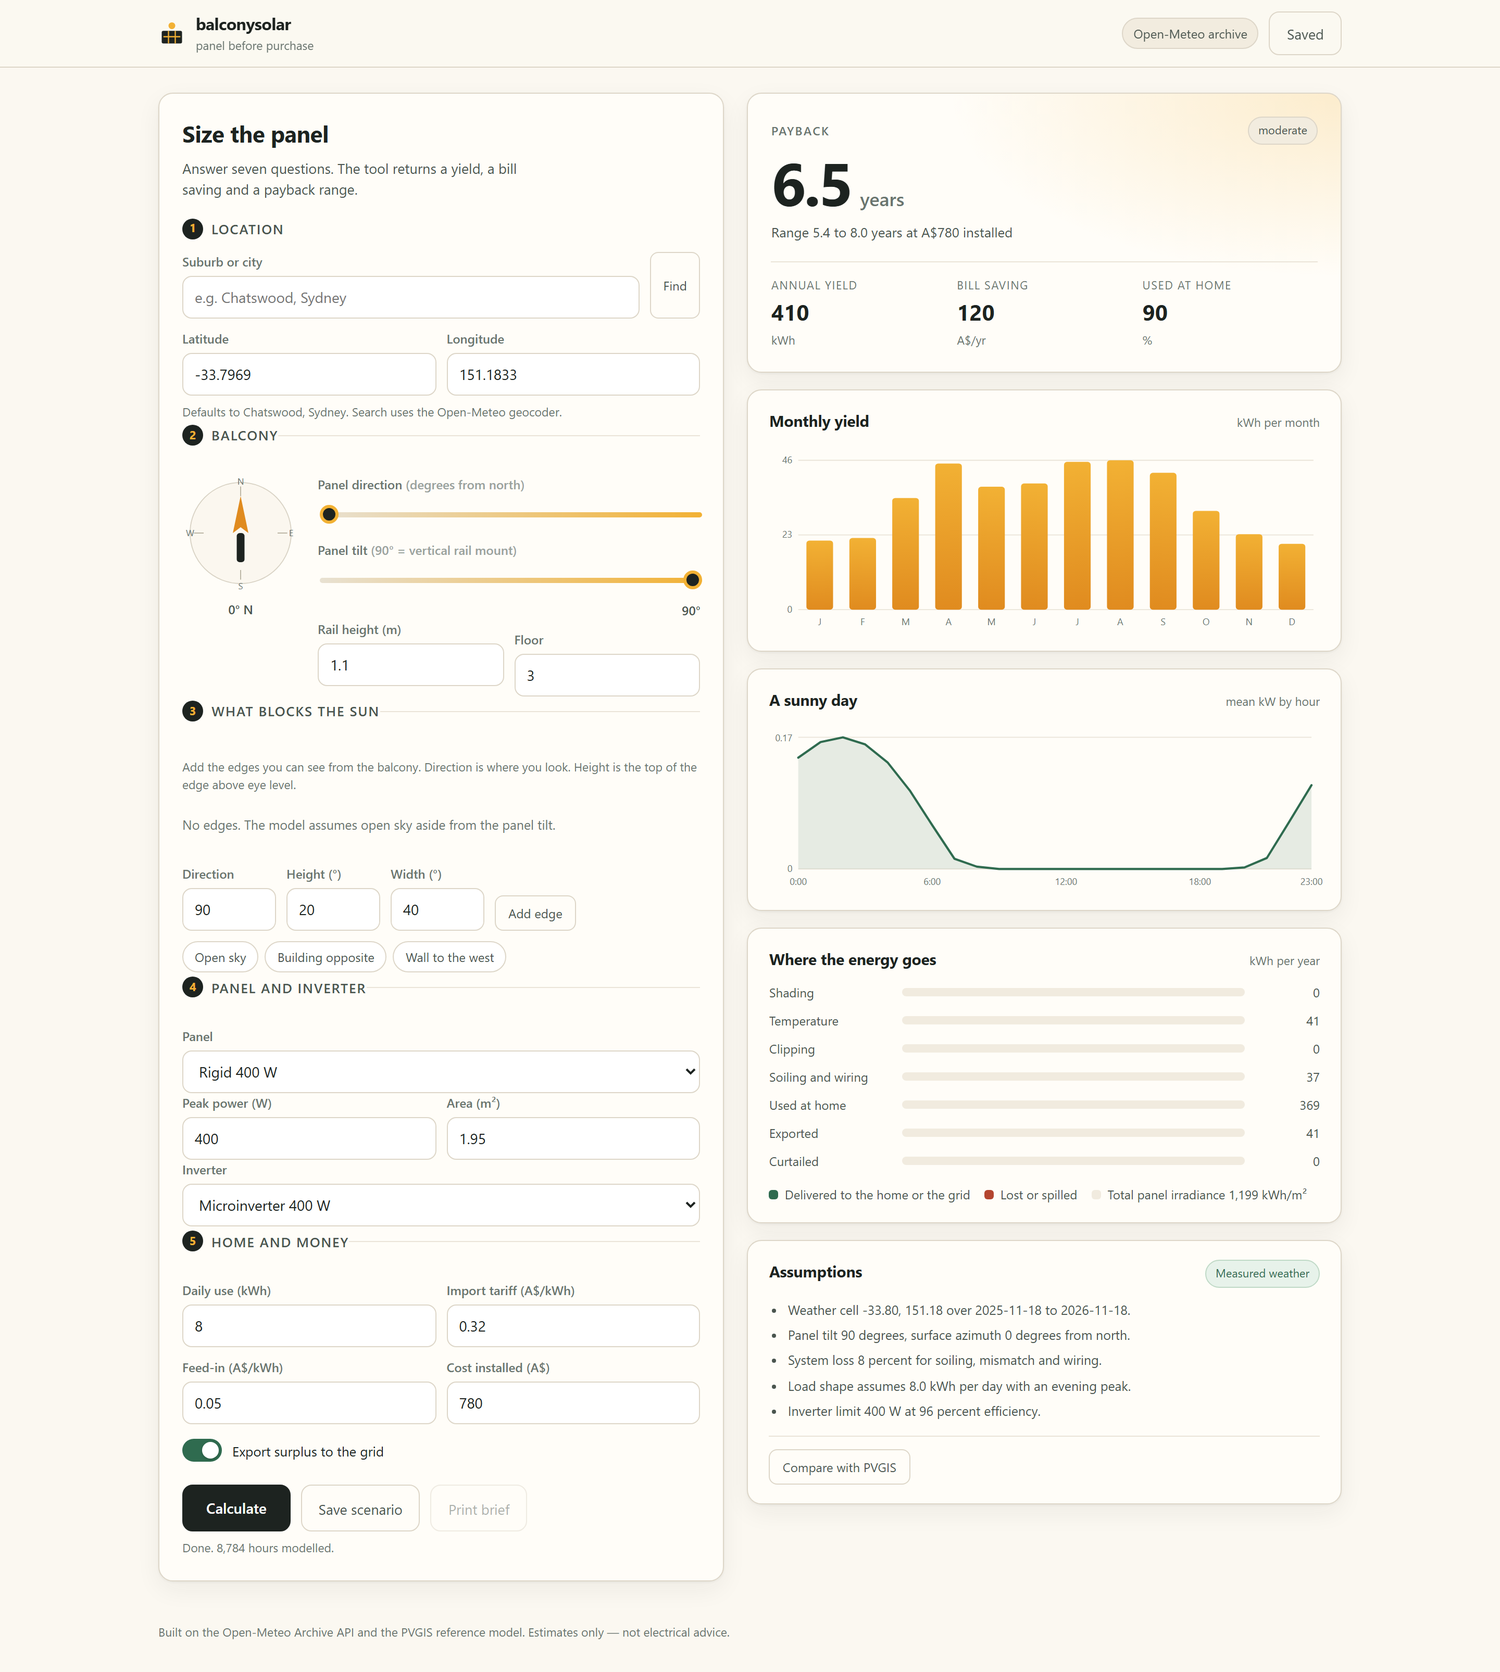 balconysolar
panel before purchase
Open-Meteo archive
Saved
Size the panel
Answer seven questions. The tool returns a yield, a bill
saving and a payback range.
1 LOCATION
Suburb or city
e.g. Chatswood, Sydney
Find
Latitude
Longitude
-33.7969
151.1833
Defaults to Chatswood, Sydney. Search uses the Open-Meteo geocoder.
2 BALCONY
N
W
E
S
0° N
Panel direction (degrees from north)
Panel tilt (90° = vertical rail mount)
90°
Rail height (m)
1.1
Floor
3
3 WHAT BLOCKS THE SUN
Add the edges you can see from the balcony. Direction is where you look. Height is the top of the
edge above eye level.
No edges. The model assumes open sky aside from the panel tilt.
Direction
Height (°)
Width (°)
90
20
40
Add edge
Open sky
Building opposite
Wall to the west
4 PANEL AND INVERTER
Panel
Rigid 400 W
Peak power (W)
Area (m²)
400
1.95
Inverter
Microinverter 400 W
5 HOME AND MONEY
Daily use (kWh)
Import tariff (A$/kWh)
8
0.32
Feed-in (A$/kWh)
Cost installed (A$)
0.05
780
Export surplus to the grid
Calculate
Save scenario
Print brief
Done. 8,784 hours modelled.
PAYBACK
moderate
6.5 years
Range 5.4 to 8.0 years at A$780 installed
ANNUAL YIELD
BILL SAVING
USED AT HOME
410
120
90
kWh
A$/yr
%
Monthly yield
kWh per month
46
23
0
J F M A M J J A S O N D
A sunny day
mean kW by hour
0.17
0
0:00 6:00 12:00 18:00 23:00
Where the energy goes
kWh per year
Shading 0
Temperature 41
Clipping 0
Soiling and wiring 37
Used at home 369
Exported 41
Curtailed 0
Delivered to the home or the grid
Lost or spilled
Total panel irradiance 1,199 kWh/m²
Assumptions
Measured weather
• Weather cell -33.80, 151.18 over 2025-11-18 to 2026-11-18.
• Panel tilt 90 degrees, surface azimuth 0 degrees from north.
• System loss 8 percent for soiling, mismatch and wiring.
• Load shape assumes 8.0 kWh per day with an evening peak.
• Inverter limit 400 W at 96 percent efficiency.
Compare with PVGIS
Built on the Open-Meteo Archive API and the PVGIS reference model. Estimates only — not electrical advice.